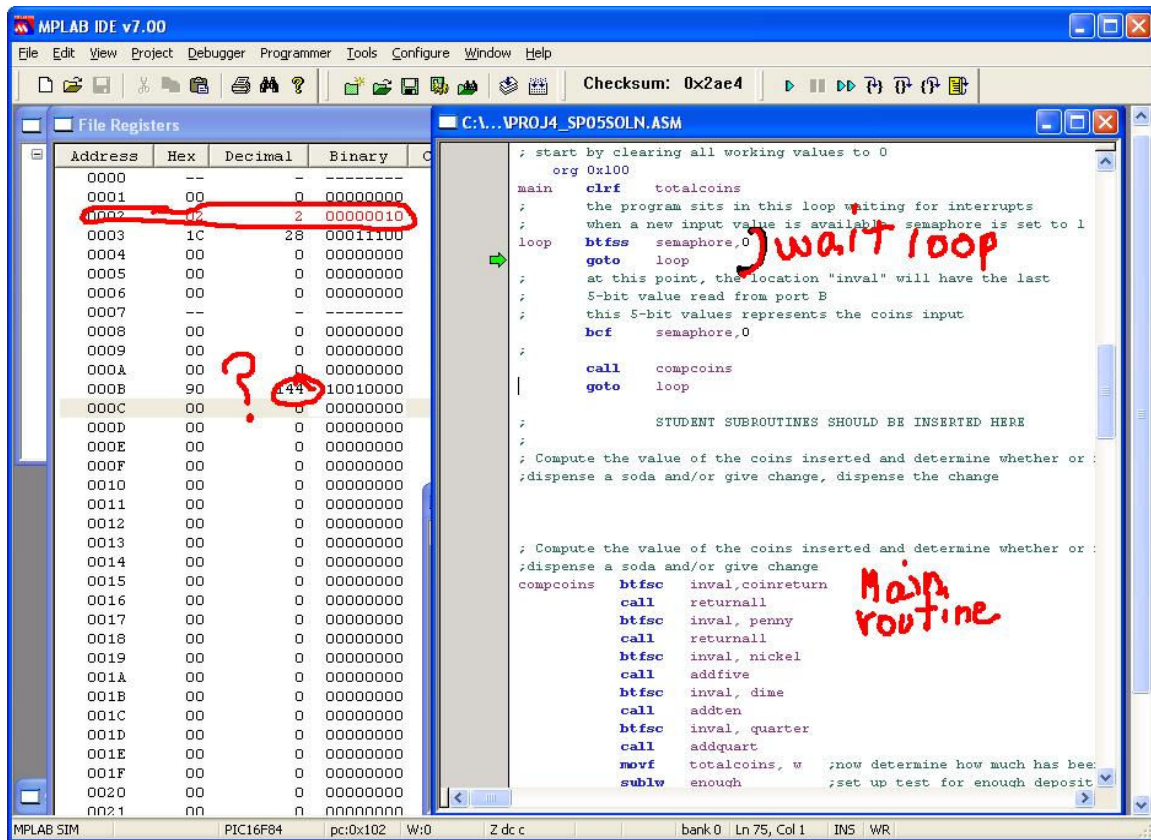 MPLAB IDE v7.00
File Edit View Project Debugger Programmer Tools Configure Window Help
Checksum: 0x2ae4
File Registers
Address Hex Decimal Binary C
0000 -- - --------
0001 00 0 00000000
0002 02 2 00000010
0003 1C 28 00011100
0004 00 0 00000000
0005 00 0 00000000
0006 00 0 00000000
0007 -- - --------
0008 00 0 00000000
0009 00 0 00000000
000A 00 0 00000000
000B 90 144 10010000
?
000C 00 0 00000000
000D 00 0 00000000
000E 00 0 00000000
000F 00 0 00000000
0010 00 0 00000000
0011 00 0 00000000
0012 00 0 00000000
0013 00 0 00000000
0014 00 0 00000000
0015 00 0 00000000
0016 00 0 00000000
0017 00 0 00000000
0018 00 0 00000000
0019 00 0 00000000
001A 00 0 00000000
001B 00 0 00000000
001C 00 0 00000000
001D 00 0 00000000
001E 00 0 00000000
001F 00 0 00000000
0020 00 0 00000000
0021 00 0 00000000
C:\...\PROJ4_SP05SOLN.ASM
; start by clearing all working values to 0
org 0x100
main clrf totalcoins
; the program sits in this loop waiting for interrupts
; when a new input value is available, semaphore is set to 1
loop btfss semaphore,0
goto loop
wait loop
; at this point, the location "inval" will have the last
; 5-bit value read from port B
; this 5-bit values represents the coins input
bcf semaphore,0
;
call compcoins
goto loop
; STUDENT SUBROUTINES SHOULD BE INSERTED HERE
;
; Compute the value of the coins inserted and determine whether or
;dispense a soda and/or give change, dispense the change
; Compute the value of the coins inserted and determine whether or
;dispense a soda and/or give change
compcoins btfsc inval,coinreturn
call returnall
btfsc inval, penny
call returnall
btfsc inval, nickel
call addfive
btfsc inval, dime
call addten
btfsc inval, quarter
call addquart
movf totalcoins, w ;now determine how much has bee
sublw enough ;set up test for enough deposit
Main
routine
MPLAB SIM PIC16F84 pc:0x102 W:0 Z dc c bank 0 Ln 75, Col 1 INS WR